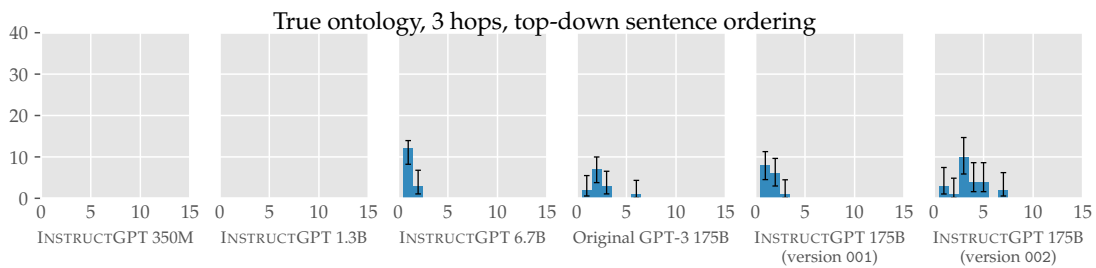 True ontology, 3 hops, top-down sentence ordering
40
30
20
10
0
0 5 10 15 0 5 10 15 0 5 10 15 0 5 10 15 0 5 10 15 0 5 10 15
INSTRUCTGPT 350M INSTRUCTGPT 1.3B INSTRUCTGPT 6.7B Original GPT-3 175B INSTRUCTGPT 175B INSTRUCTGPT 175B
(version 001) (version 002)